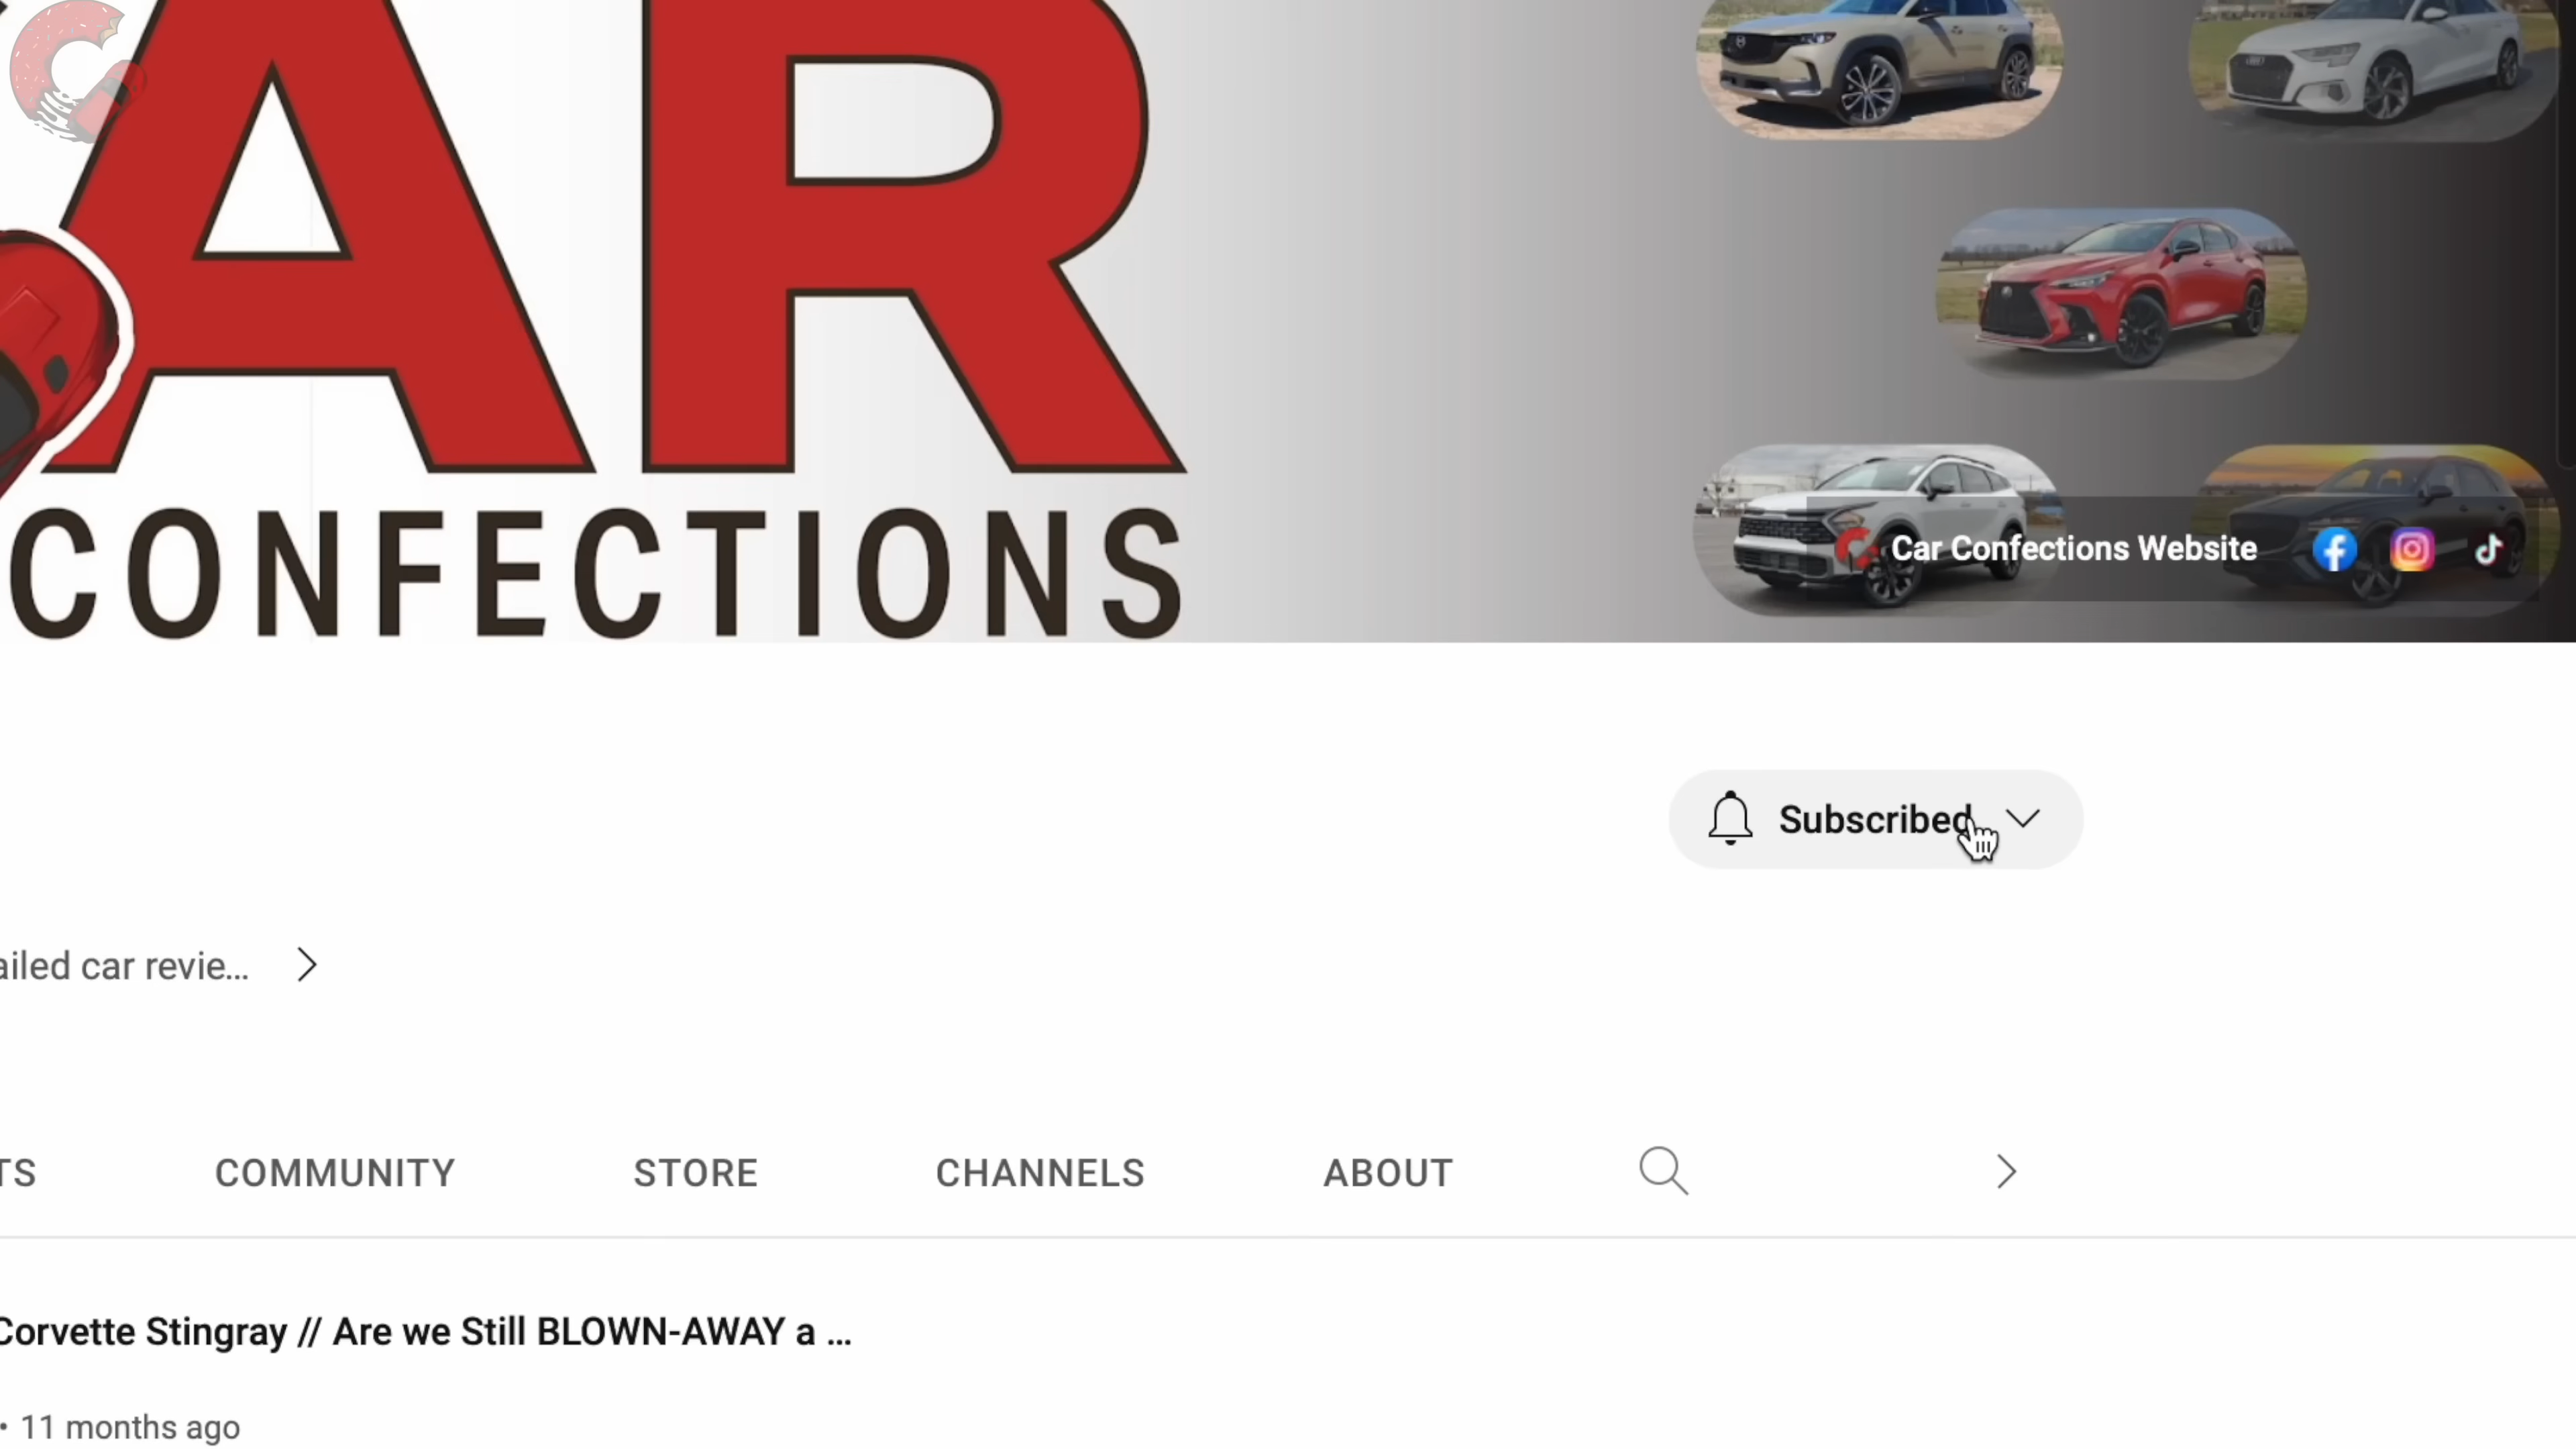 AR
CONFECTIONS
Car Confections Website
Subscribed
ailed car revie...
TS COMMUNITY STORE CHANNELS ABOUT
Corvette Stingray // Are we Still BLOWN-AWAY a ...
• 11 months ago